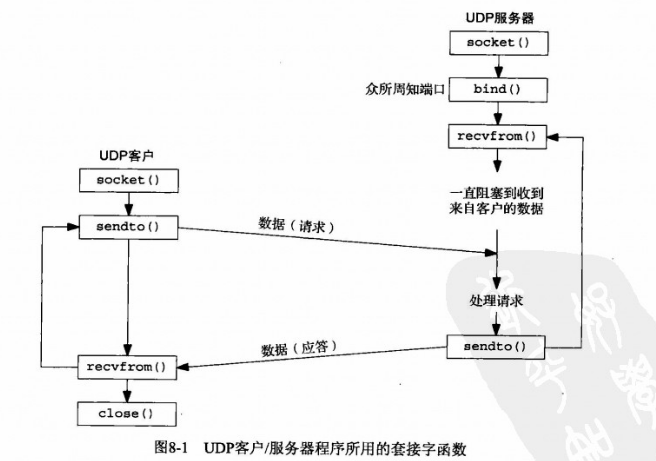 UDP服务器
socket()
众所周知端口
bind()
recvfrom()
UDP客户
socket()
一直阻塞到收到
来自客户的数据
sendto()
数据（请求）
处理请求
数据（应答）
sendto()
recvfrom()
close()
图8-1 UDP客户/服务器程序所用的套接字函数